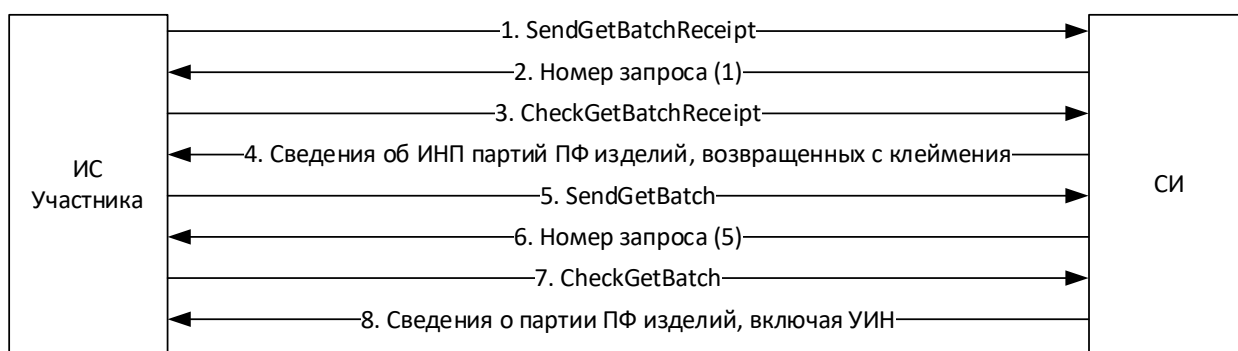 1. SendGetBatchReceipt
2. Номер запроса (1)
3. CheckGetBatchReceipt
4. Сведения об ИНП партий ПФ изделий, возвращенных с клеймения
ИС
Участника
5. SendGetBatch
СИ
6. Номер запроса (5)
7. CheckGetBatch
8. Сведения о партии ПФ изделий, включая УИН